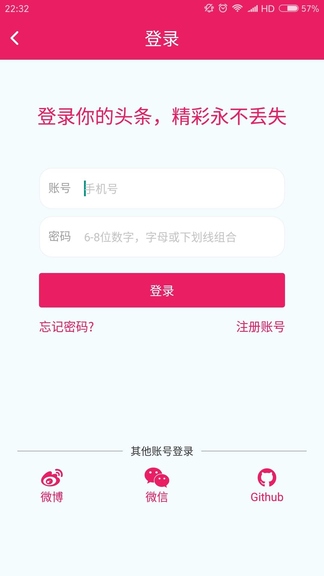 22:32 HD 57%
登录
登录你的头条，精彩永不丢失
账号 手机号
密码 6-8位数字，字母或下划线组合
登录
忘记密码? 注册账号
其他账号登录
微博 微信 Github